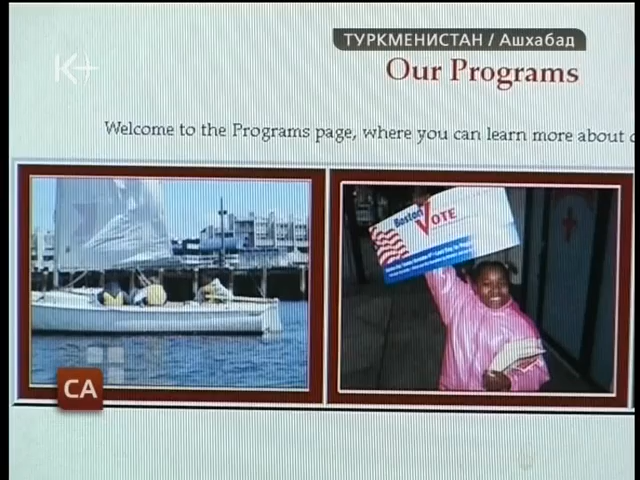 ТУРКМЕНИСТАН / Ашхабад
K+
Our Programs
Welcome to the Programs page, where you can learn more about
Boston
VOTE
CA